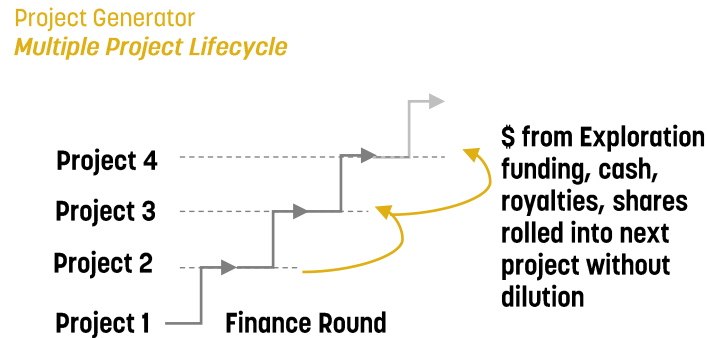 Project Generator
Multiple Project Lifecycle
Project 4
Project 3
Project 2
Project 1
Finance Round
$ from Exploration
funding, cash,
royalties, shares
rolled into next
project without
dilution